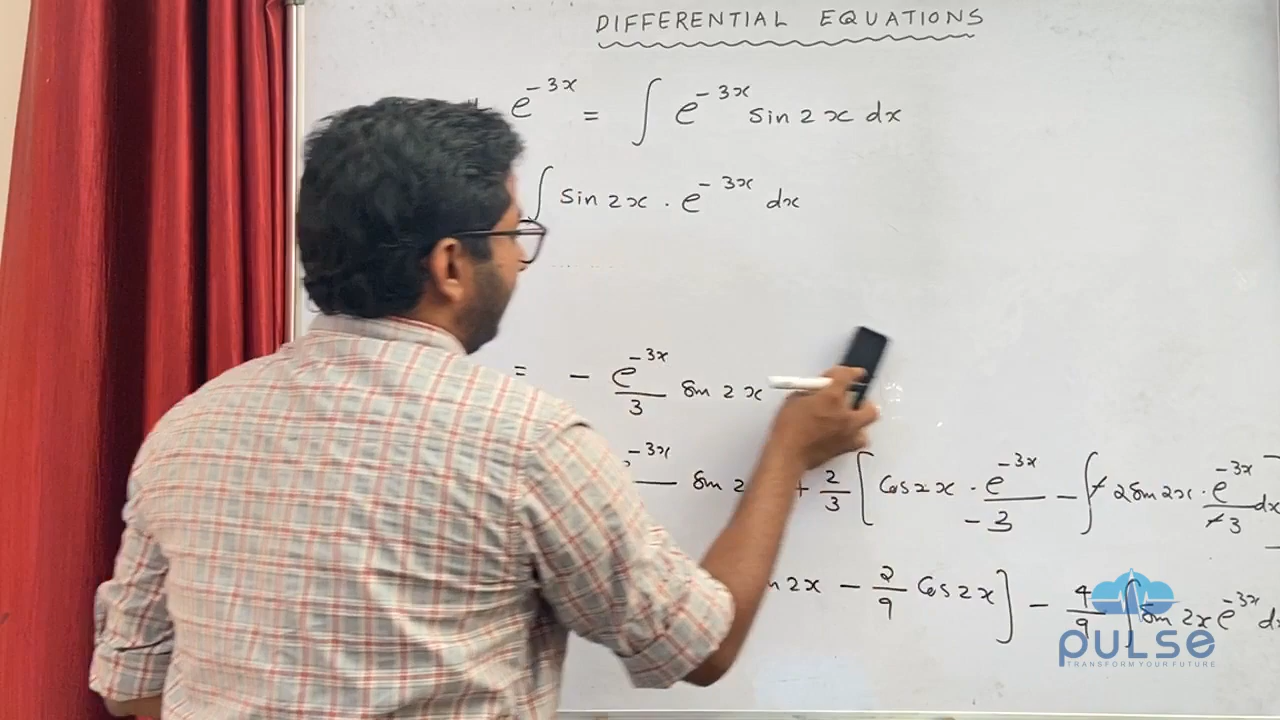 DIFFERENTIAL EQUATIONS
e^{-3x} = ∫ e^{-3x} sin 2x dx
∫ sin 2x . e^{-3x} dx
= - e^{-3x}/3 sin 2x
-3x sin 2 + 2/3 [ cos 2x . e^{-3x}/-3 - ∫ - 2 sin 2x . e^{-3x}/-3 dx ]
2x - 2/9 cos 2x ] - 4/9 ∫ sin 2x e^{-3x} dx
pulse
TRANSFORM YOUR FUTURE